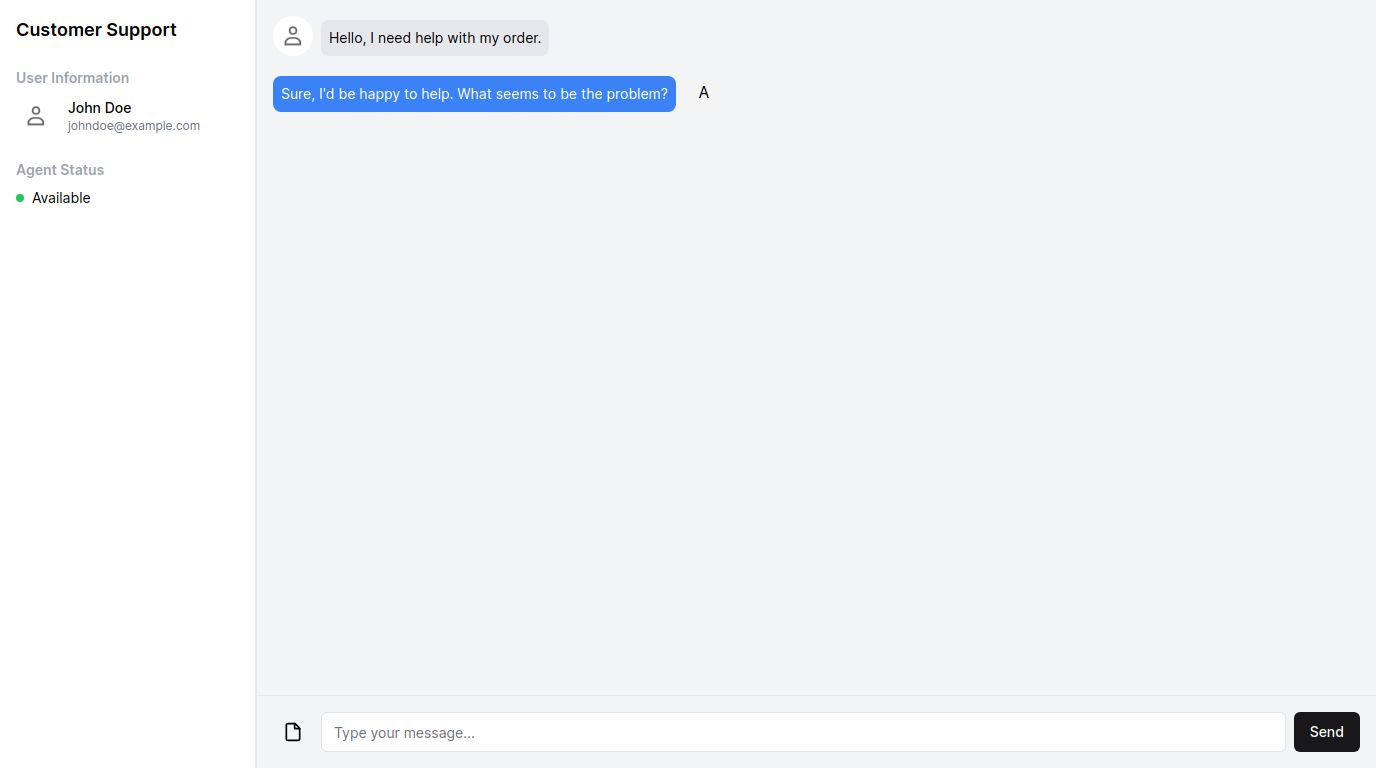 Customer Support
User Information
John Doe
johndoe@example.com
Agent Status
Available
Hello, I need help with my order.
Sure, I'd be happy to help. What seems to be the problem?
A
Type your message...
Send